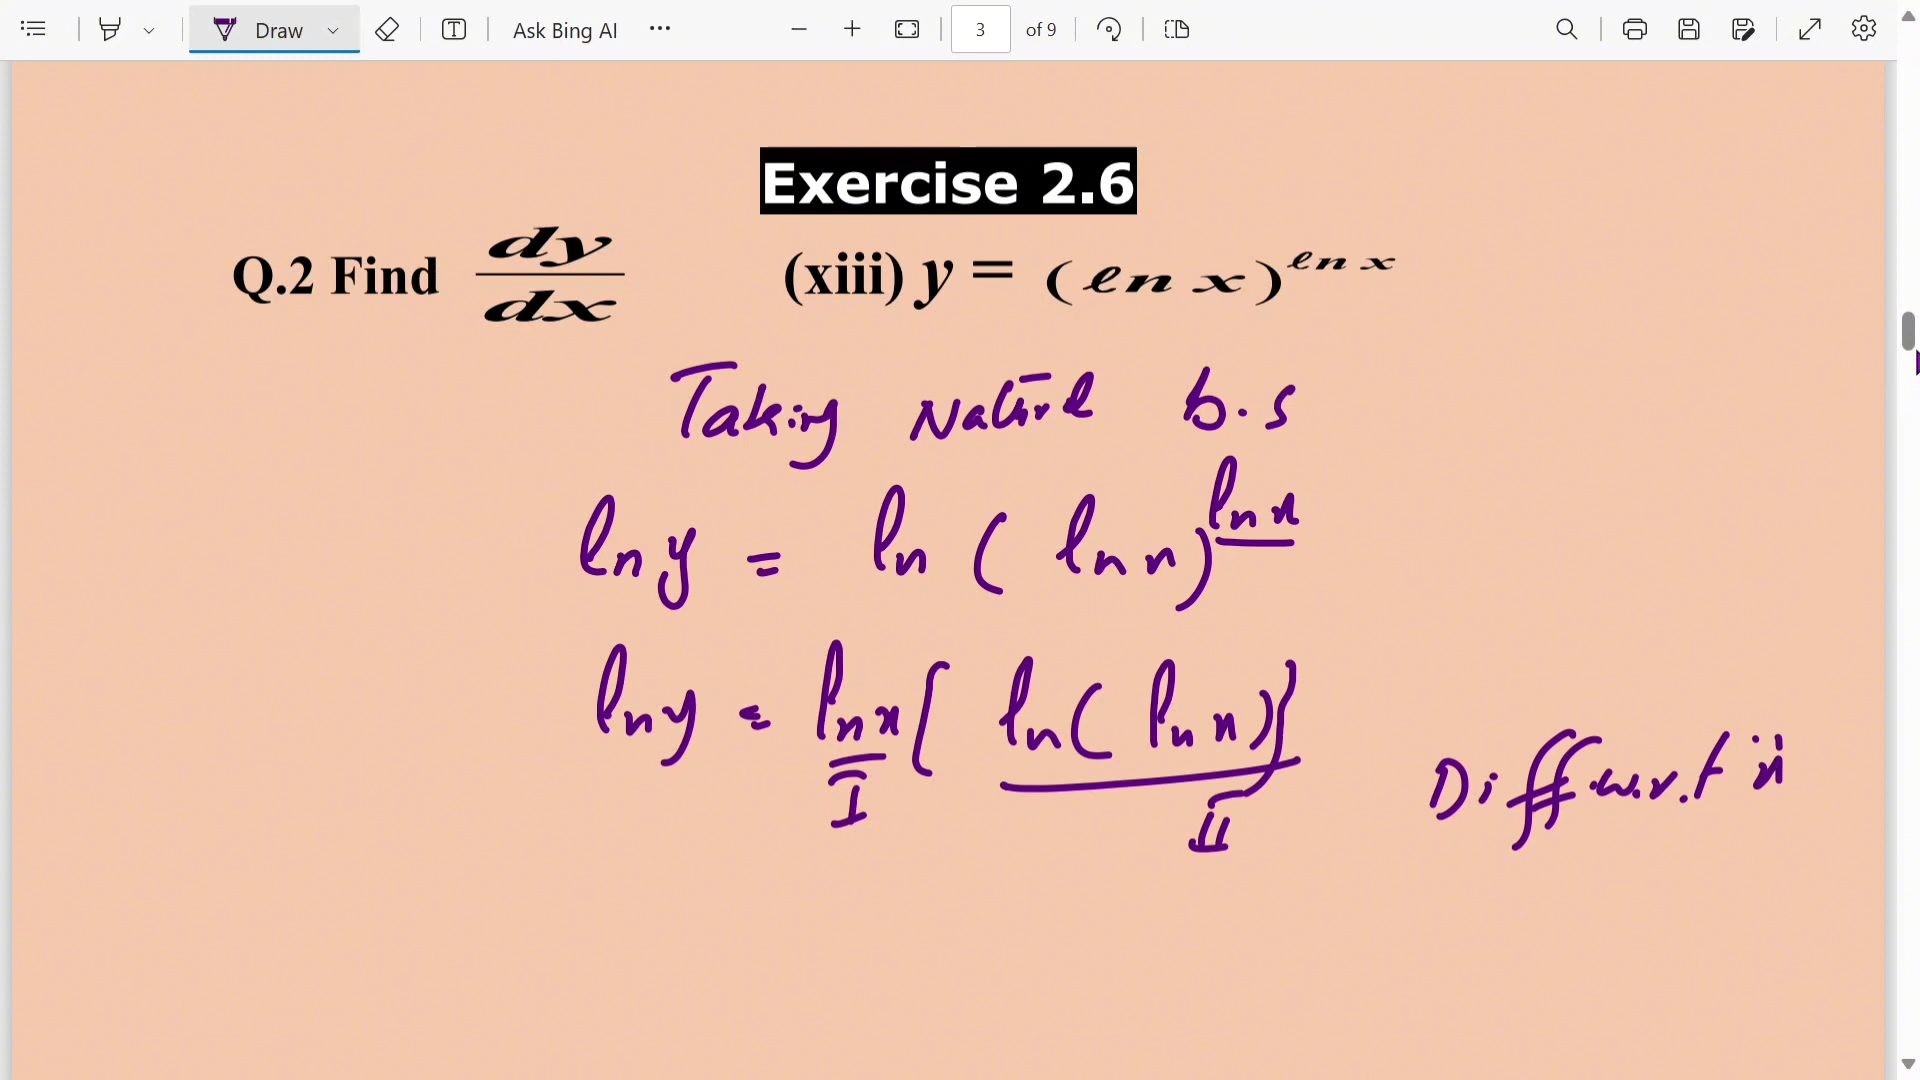 Draw Ask Bing AI 3 of 9
Exercise 2.6
Q.2 Find dy/dx (xiii) y = (ℓn x)^ℓn x
Taking b.s
ln y = ln (ln x)^ln x
ln y = ln x [ ln( ln x) }
I II
Diff w.r.t "x"